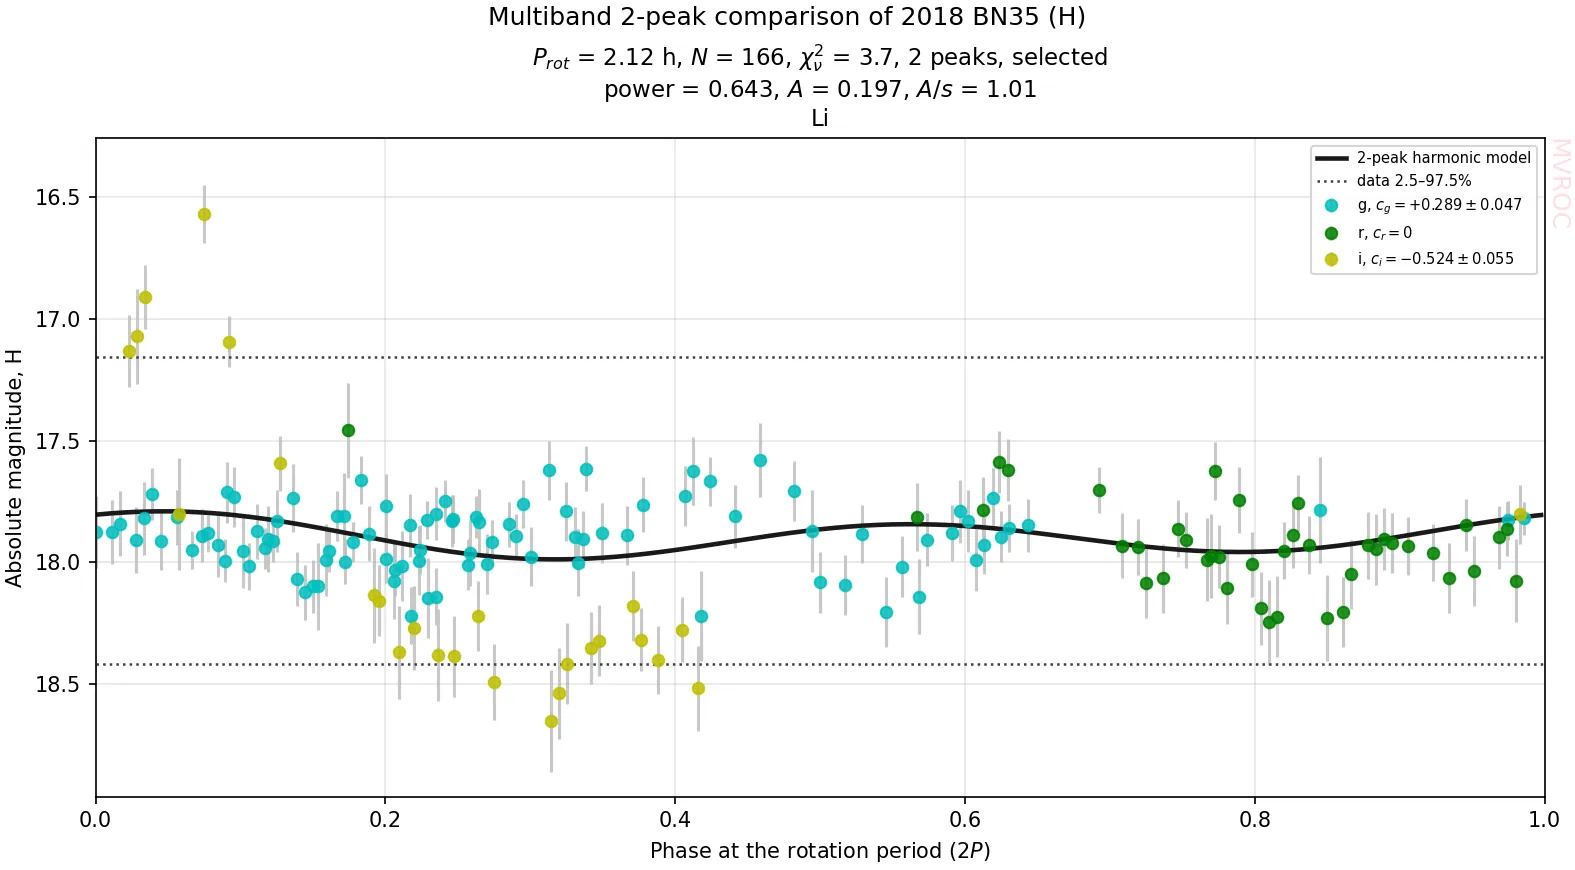 Multiband 2-peak comparison of 2018 BN35 (H)
P_rot = 2.12 h, N = 166, χ²_ν = 3.7, 2 peaks, selected
power = 0.643, A = 0.197, A/s = 1.01
Li
2-peak harmonic model
data 2.5–97.5%
g, c_g = +0.289 ± 0.047
r, c_r = 0
i, c_i = −0.524 ± 0.055
MVROC
Absolute magnitude, H
16.5
17.0
17.5
18.0
18.5
0.0 0.2 0.4 0.6 0.8 1.0
Phase at the rotation period (2P)